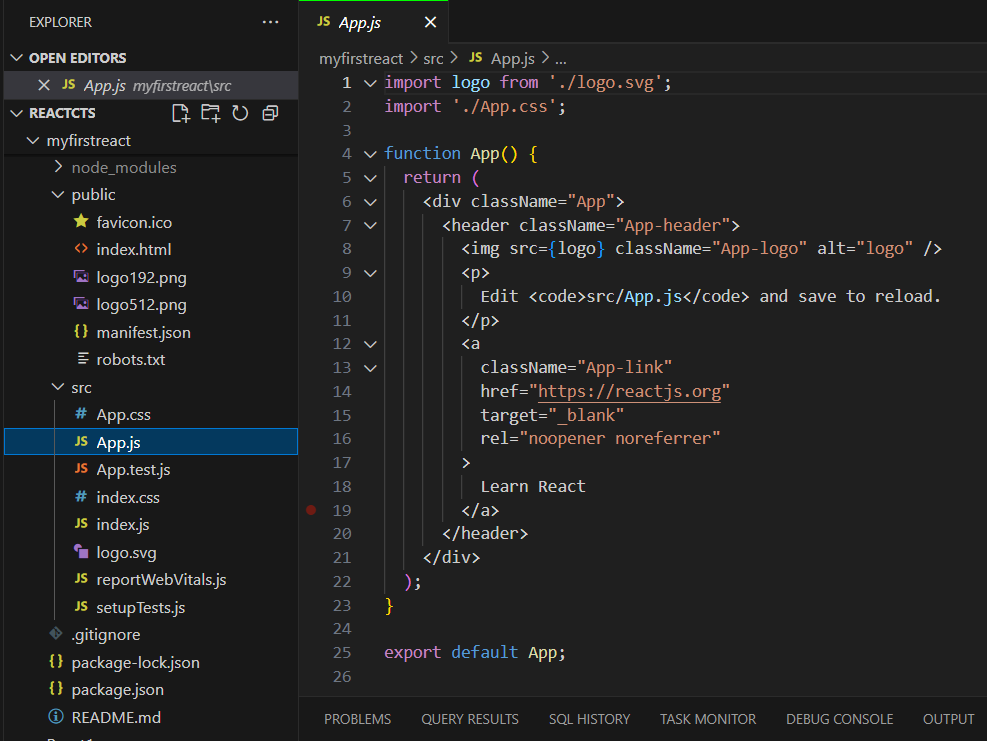 EXPLORER
OPEN EDITORS
JS App.js myfirstreact\src
REACTCTS
myfirstreact
node_modules
public
favicon.ico
<> index.html
logo192.png
logo512.png
{} manifest.json
robots.txt
src
# App.css
JS App.js
JS App.test.js
# index.css
JS index.js
logo.svg
JS reportWebVitals.js
JS setupTests.js
.gitignore
{} package-lock.json
{} package.json
README.md
JS App.js
myfirstreact > src > JS App.js > ...
1 import logo from './logo.svg';
2 import './App.css';
3
4 function App() {
5 return (
6 <div className="App">
7 <header className="App-header">
8 <img src={logo} className="App-logo" alt="logo" />
9 <p>
10 Edit <code>src/App.js</code> and save to reload.
11 </p>
12 <a
13 className="App-link"
14 href="https://reactjs.org"
15 target="_blank"
16 rel="noopener noreferrer"
17 >
18 Learn React
19 </a>
20 </header>
21 </div>
22 );
23 }
24
25 export default App;
26
PROBLEMS QUERY RESULTS SQL HISTORY TASK MONITOR DEBUG CONSOLE OUTPUT